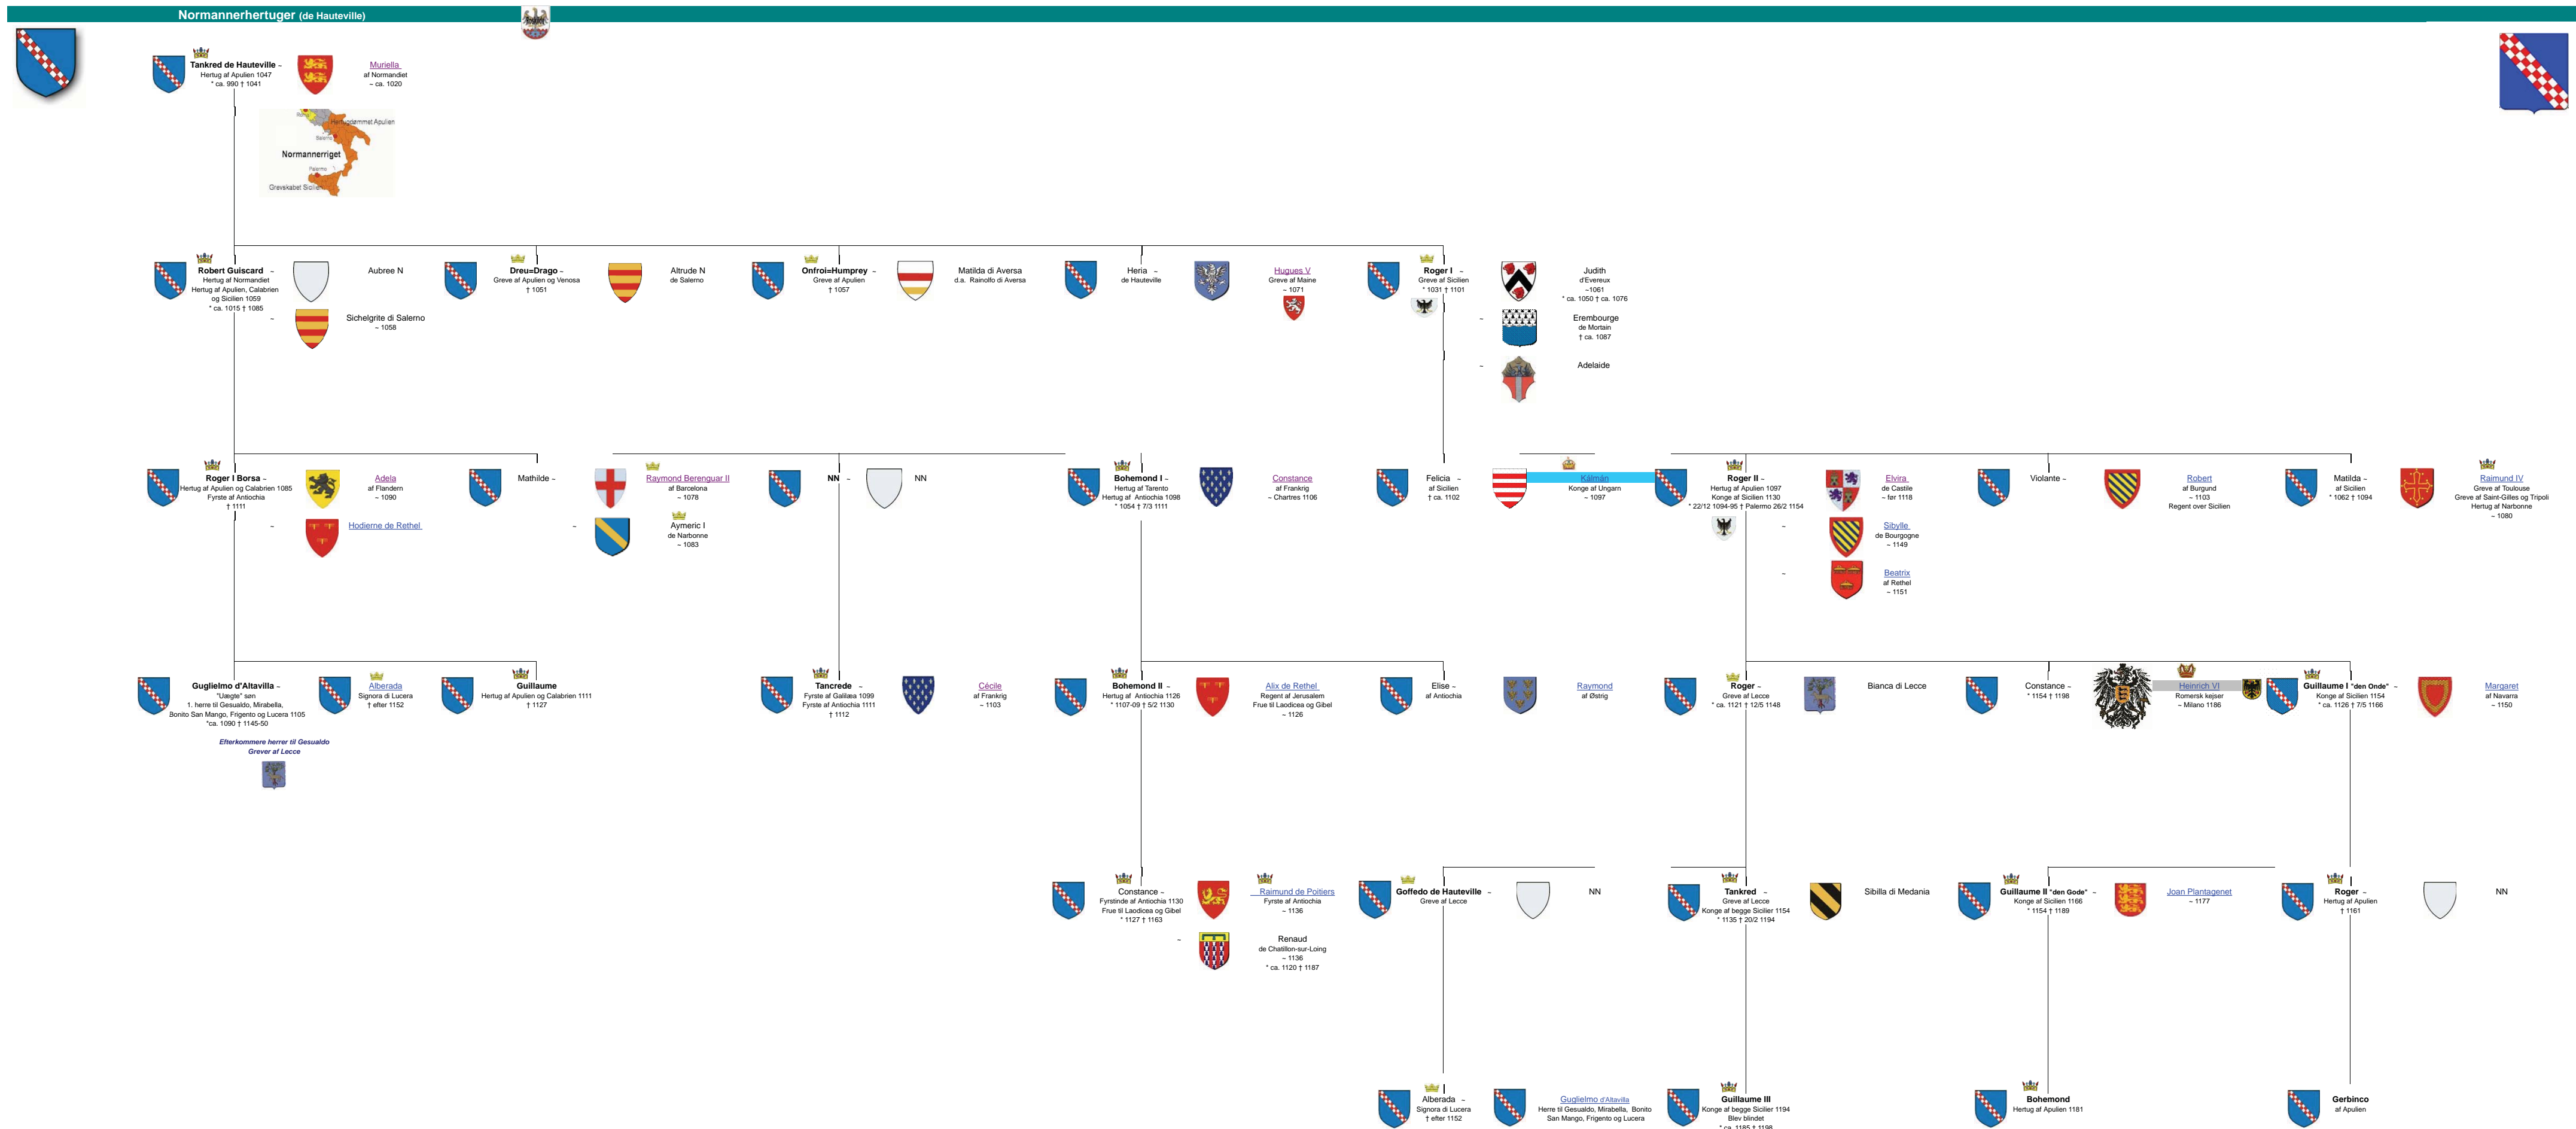 Normannerhertuger (de Hauteville)
Tankred de Hauteville ~
Hertug af Apulien 1047
* ca. 990 † 1041
Muriella
af Normandiet
~ ca. 1020
Hertugdømmet Apulien
Salerno
Normannerriget
Palermo
Grevskabet Sicilien
Robert Guiscard ~
Hertug af Normandiet
Hertug af Apulien, Calabrien
og Sicilien 1059
* ca. 1015 † 1085
Aubree N
~
Sichelgrite di Salerno
~ 1058
Dreu=Drago ~
Greve af Apulien og Venosa
† 1051
Altrude N
de Salerno
Onfroi=Humprey ~
Greve af Apulien
† 1057
Matilda di Aversa
d.a. Rainolfo di Aversa
Heria ~
de Hauteville
Hugues V
Greve af Maine
~ 1071
Roger I ~
Greve af Sicilien
* 1031 † 1101
Judith
d'Evereux
~1061
* ca. 1050 † ca. 1076
~
Erembourge
de Mortain
† ca. 1087
~
Adelaide
Roger I Borsa ~
Hertug af Apulien og Calabrien 1085
Fyrste af Antiochia
† 1111
Adela
af Flandern
~ 1090
~
Hodierne de Rethel
Mathilde ~
Raymond Berenguar II
af Barcelona
~ 1078
~
Aymeric I
de Narbonne
~ 1083
NN ~
NN
Bohemond I ~
Hertug af Tarento
Hertug af Antiochia 1098
* 1054 † 7/3 1111
Constance
af Frankrig
~ Chartres 1106
Felicia ~
af Sicilien
† ca. 1102
Kálmán
Konge af Ungarn
~ 1097
Roger II ~
Hertug af Apulien 1097
Konge af Sicilien 1130
* 22/12 1094-95 † Palermo 26/2 1154
Elvira
de Castile
~ før 1118
~
Sibylle
de Bourgogne
~ 1149
~
Beatrix
af Rethel
~ 1151
Violante ~
Robert
af Burgund
~ 1103
Regent over Sicilien
Matilda ~
af Sicilien
* 1062 † 1094
Raimund IV
Greve af Toulouse
Greve af Saint-Gilles og Tripoli
Hertug af Narbonne
~ 1080
Guglielmo d'Altavilla ~
"Uægte" søn
1. herre til Gesualdo, Mirabella,
Bonito San Mango, Frigento og Lucera 1105
*ca. 1090 † 1145-50
Efterkommere herrer til Gesualdo
Grever af Lecce
Alberada
Signora di Lucera
† efter 1152
Guillaume
Hertug af Apulien og Calabrien 1111
† 1127
Tancrede ~
Fyrste af Galilæa 1099
Fyrste af Antiochia 1111
† 1112
Cécile
af Frankrig
~ 1103
Bohemond II ~
Hertug af Antiochia 1126
* 1107-09 † 5/2 1130
Alix de Rethel
Regent af Jerusalem
Frue til Laodicea og Gibel
~ 1126
Elise ~
af Antiochia
Raymond
af Østrig
Roger ~
Greve af Lecce
* ca. 1121 † 12/5 1148
Bianca di Lecce
Constance ~
* 1154 † 1198
Heinrich VI
Romersk kejser
~ Milano 1186
Guillaume I "den Onde" ~
Konge af Sicilien 1154
* ca. 1126 † 7/5 1166
Margaret
af Navarra
~ 1150
Constance ~
Fyrstinde af Antiochia 1130
Frue til Laodicea og Gibel
* 1127 † 1163
Raimund de Poitiers
Fyrste af Antiochia
~ 1136
~
Renaud
de Chatillon-sur-Loing
~ 1136
* ca. 1120 † 1187
Goffedo de Hauteville ~
Greve af Lecce
NN
Tankred ~
Greve af Lecce
Konge af begge Sicilier 1154
* 1135 † 20/2 1194
Sibilla di Medania
Guillaume II "den Gode" ~
Konge af Sicilien 1166
* 1154 † 1189
Joan Plantagenet
~ 1177
Roger ~
Hertug af Apulien
† 1161
NN
Alberada ~
Signora di Lucera
† efter 1152
Guglielmo d'Altavilla
Herre til Gesualdo, Mirabella, Bonito
San Mango, Frigento og Lucera
Guillaume III
Konge af begge Sicilier 1194
Blev blindet
* ca. 1185 † 1198
Bohemond
Hertug af Apulien 1181
Gerbinco
af Apulien